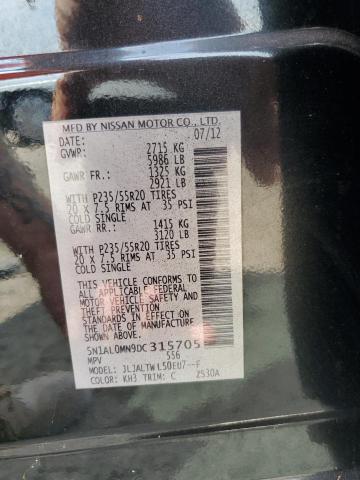 MFD BY NISSAN MOTOR CO., LTD.
DATE: 07/12
GVWR: 2715 KG
5986 LB
GAWR FR.: 1325 KG
2921 LB
WITH P235/55R20 TIRES
20 X 7.5 RIMS AT 35 PSI
COLD SINGLE
GAWR RR.: 1415 KG
3120 LB
WITH P235/55R20 TIRES
20 X 7.5 RIMS AT 35 PSI
COLD SINGLE
THIS VEHICLE CONFORMS TO
ALL APPLICABLE FEDERAL
MOTOR VEHICLE SAFETY
AND THEFT PREVENTION
STANDARDS IN EFFECT ON
THE DATE OF MANUFACTURE
SHOWN ABOVE.
5N1AL0MN9DC315705
MPV 556
MODEL: JLJALTWL50EU7--F
COLOR: KH3 TRIM: C 2530A